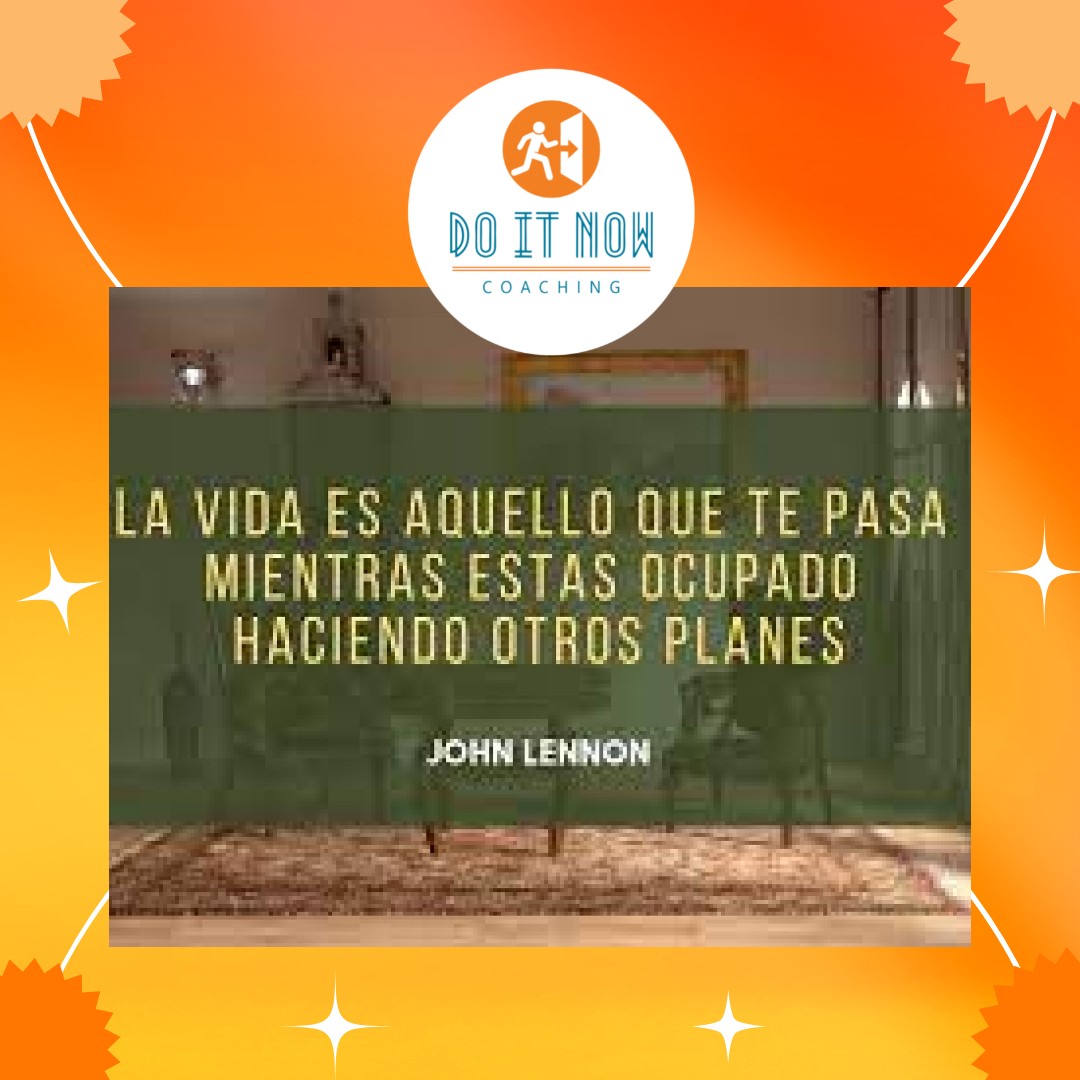 DO IT NOW
COACHING
LA VIDA ES AQUELLO QUE TE PASA
MIENTRAS ESTAS OCUPADO
HACIENDO OTROS PLANES
JOHN LENNON